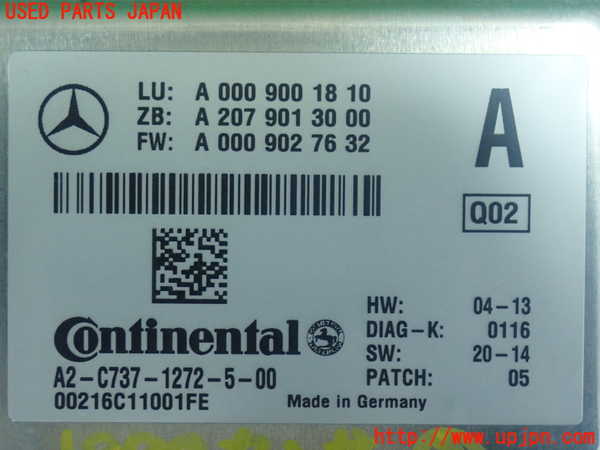 USED PARTS JAPAN
LU: A 000 900 18 10
ZB: A 207 901 30 00
FW: A 000 902 76 32
A
Q02
Continental
HW: 04-13
DIAG-K: 0116
SW: 20-14
PATCH: 05
A2-C737-1272-5-00
00216C11001FE
Made in Germany
http://www.upjpn.com